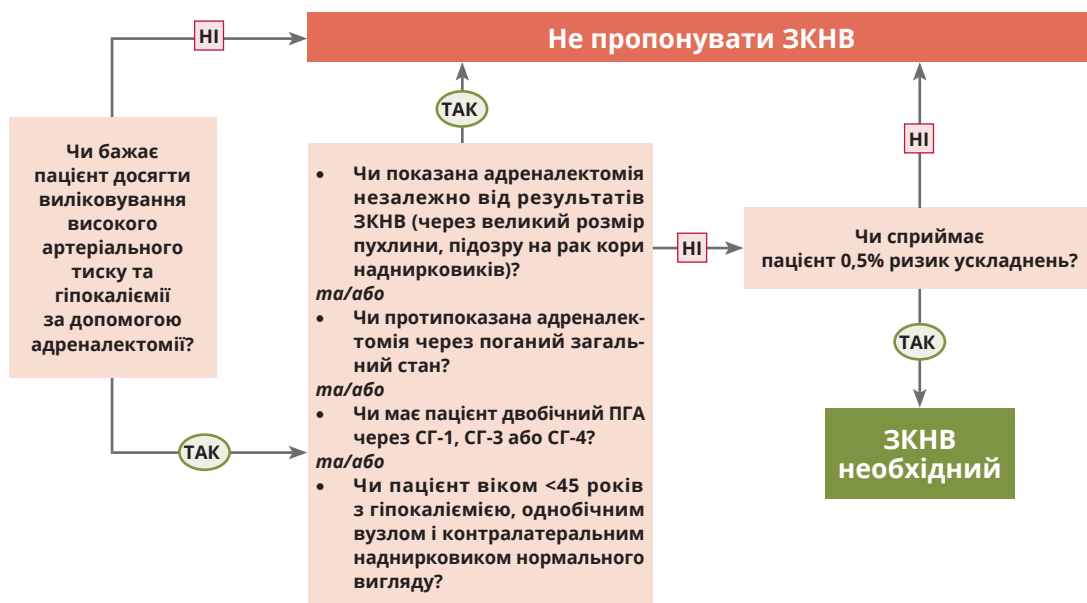 НІ
Не пропонувати ЗКНВ
ТАК
НІ
Чи бажає
пацієнт досягти
виліковування
високого
артеріального
тиску та
гіпокаліємії
за допомогою
адреналектомії?
• Чи показана адреналектомія
незалежно від результатів
ЗКНВ (через великий розмір
пухлини, підозру на рак кори
наднирковиків)?
та/або
• Чи протипоказана адреналек-
томія через поганий загаль-
ний стан?
та/або
• Чи має пацієнт двобічний ПГА
через СГ-1, СГ-3 або СГ-4?
та/або
• Чи пацієнт віком <45 років
з гіпокаліємією, однобічним
вузлом і контралатеральним
наднирковиком нормального
вигляду?
НІ
Чи сприймає
пацієнт 0,5% ризик ускладнень?
ТАК
ТАК
ЗКНВ
необхідний